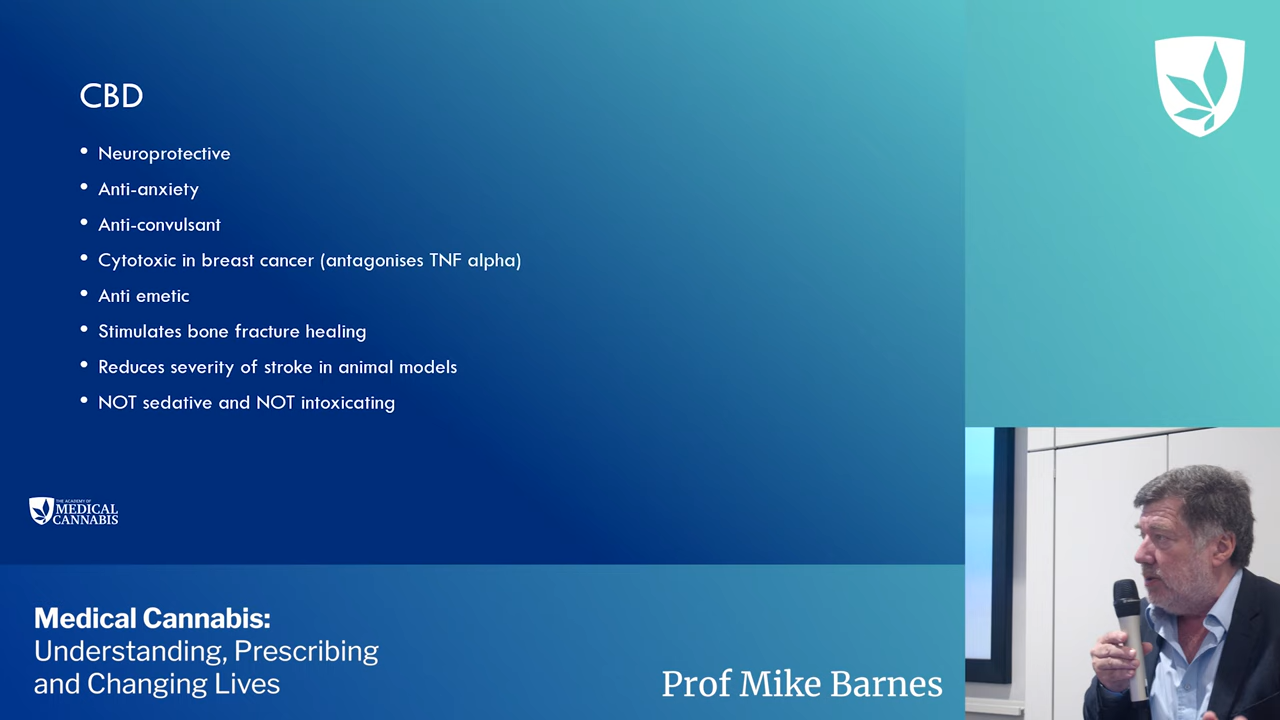 CBD
• Neuroprotective
• Anti-anxiety
• Anti-convulsant
• Cytotoxic in breast cancer (antagonises TNF alpha)
• Anti emetic
• Stimulates bone fracture healing
• Reduces severity of stroke in animal models
• NOT sedative and NOT intoxicating
THE ACADEMY OF
MEDICAL
CANNABIS
Medical Cannabis:
Understanding, Prescribing
and Changing Lives
Prof Mike Barnes